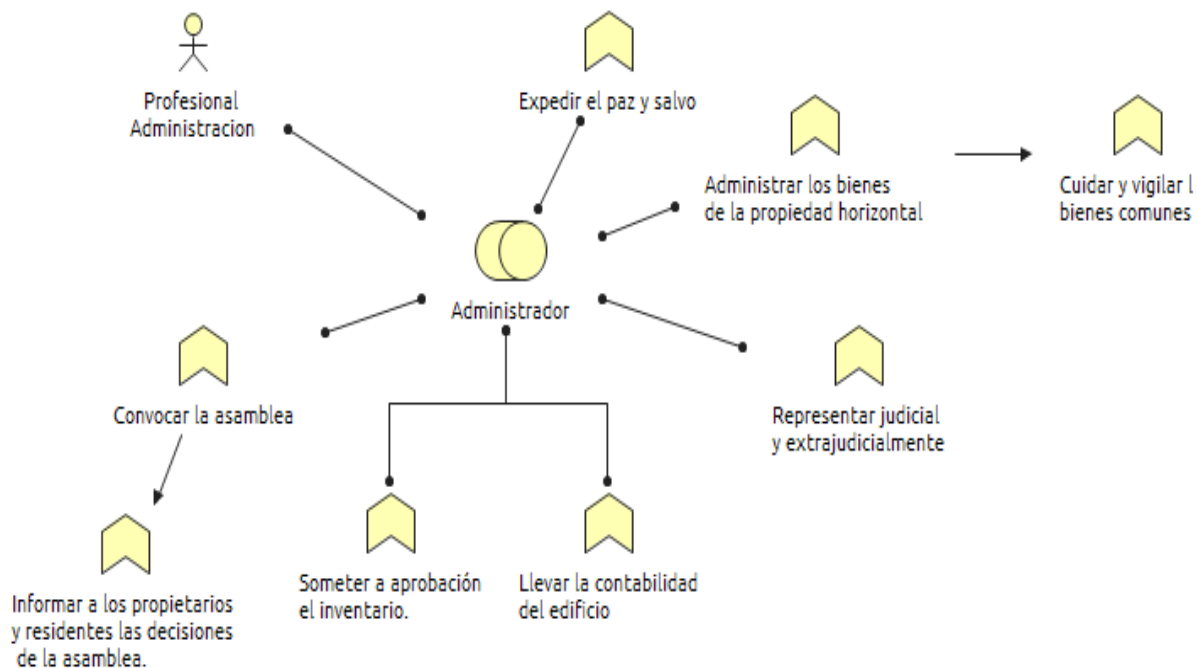 Profesional
Administracion
Expedir el paz y salvo
Administrar los bienes
de la propiedad horizontal
Cuidar y vigilar l
bienes comunes
Administrador
Convocar la asamblea
Representar judicial
y extrajudicialmente
Informar a los propietarios
y residentes las decisiones
de la asamblea.
Someter a aprobación
el inventario.
Llevar la contabilidad
del edificio